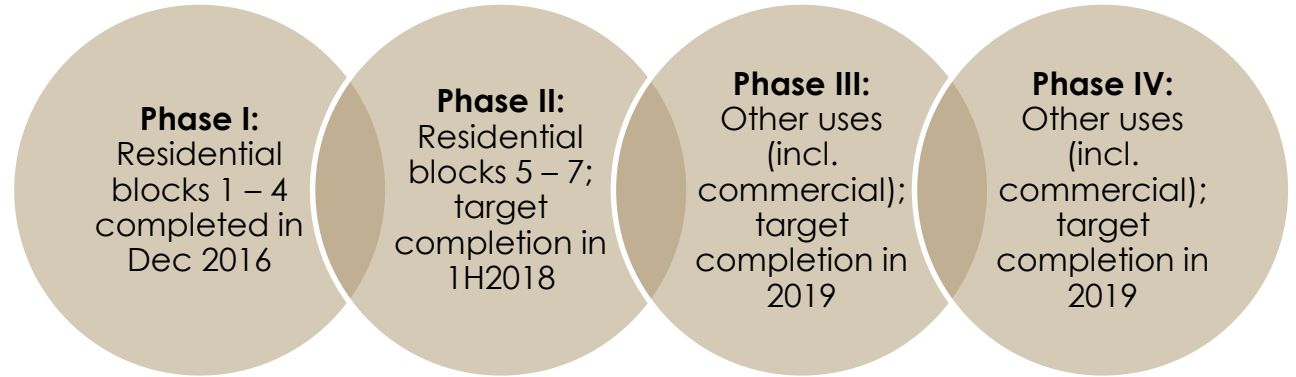 Phase I:
Residential
blocks 1 – 4
completed in
Dec 2016
Phase II:
Residential
blocks 5 – 7;
target
completion in
1H2018
Phase III:
Other uses
(incl.
commercial);
target
completion in
2019
Phase IV:
Other uses
(incl.
commercial);
target
completion in
2019